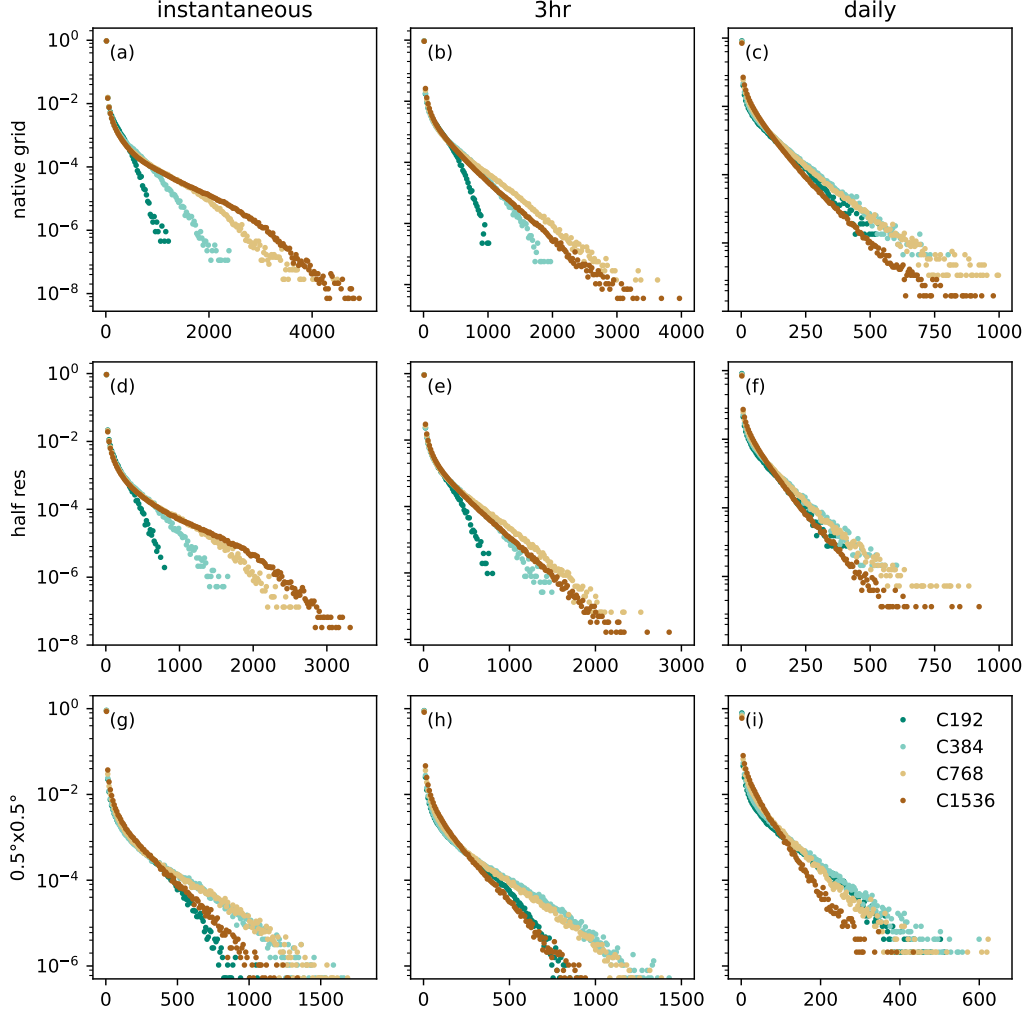 instantaneous 3hr daily
native grid
10^0 10^-2 10^-4 10^-6 10^-8
(a) (b) (c)
0 2000 4000 0 1000 2000 3000 4000 0 250 500 750 1000
half res
10^0 10^-2 10^-4 10^-6 10^-8
(d) (e) (f)
0 1000 2000 3000 0 1000 2000 3000 0 250 500 750 1000
0.5°x0.5°
10^0 10^-2 10^-4 10^-6
(g) (h) (i)
C192
C384
C768
C1536
0 500 1000 1500 0 500 1000 1500 0 200 400 600